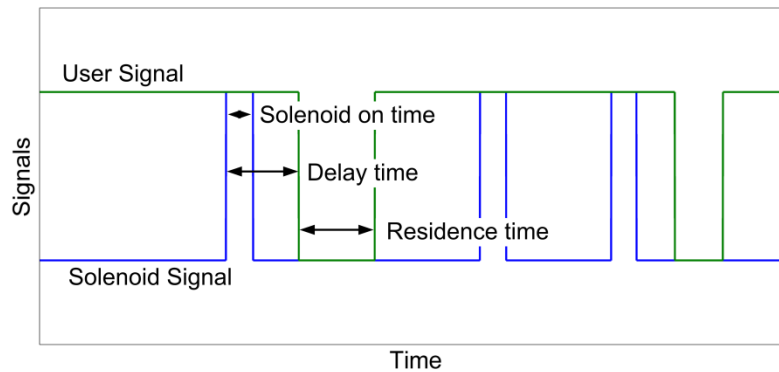 User Signal
Solenoid on time
Delay time
Residence time
Solenoid Signal
Signals
Time